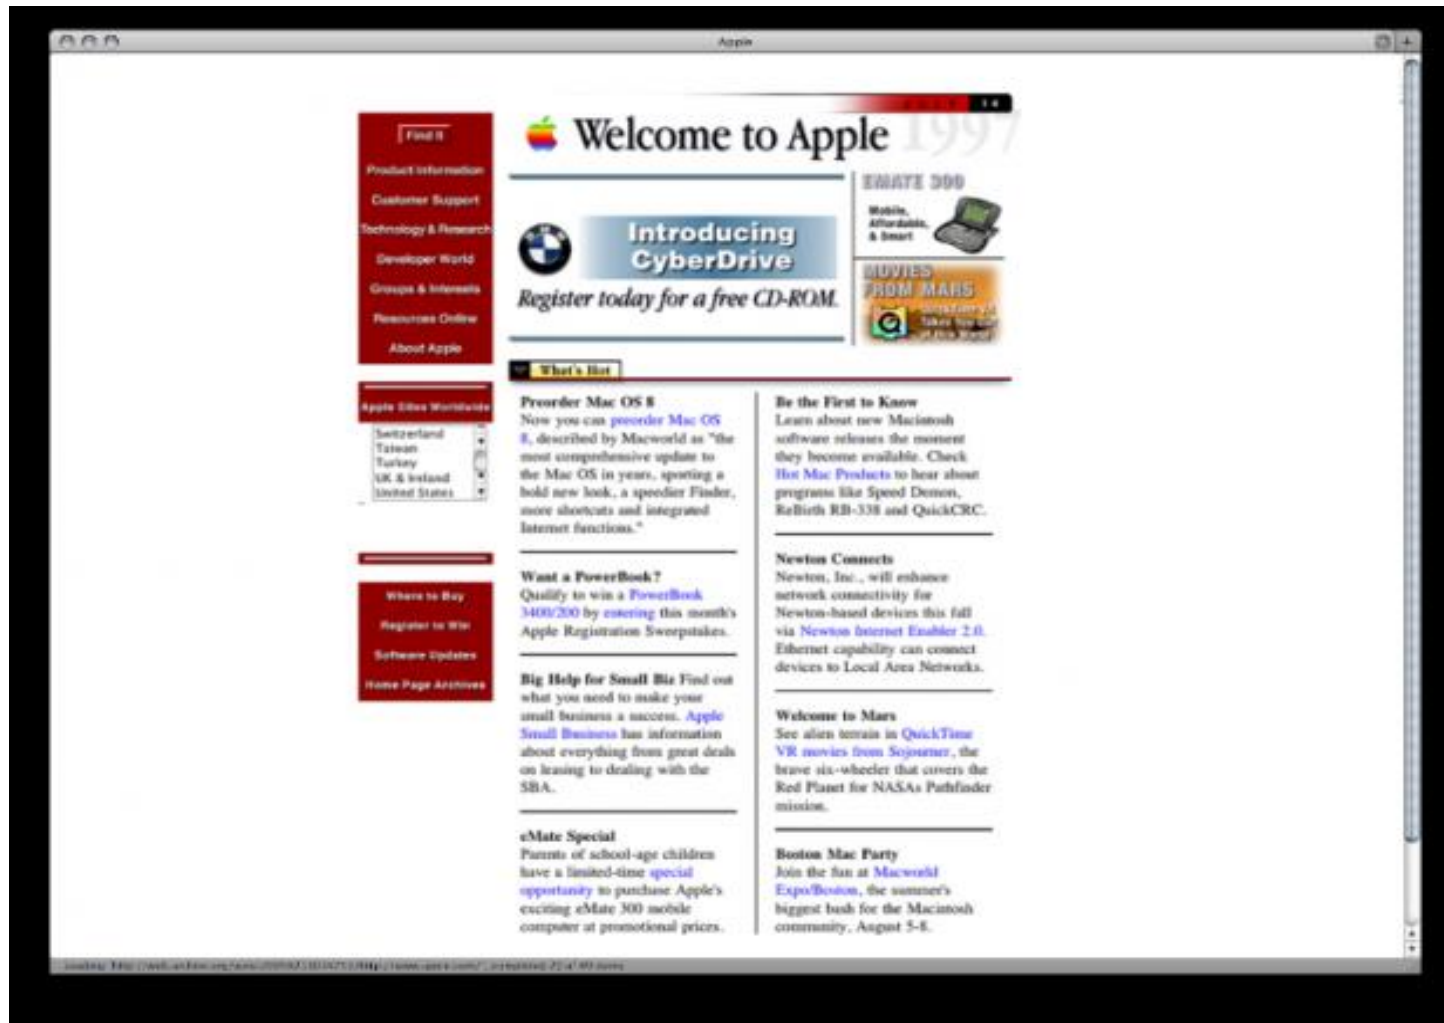 Apple
Find It
Product Information
Customer Support
Technology & Research
Developer World
Groups & Interests
Resources Online
About Apple
Apple Sites Worldwide
Switzerland
Taiwan
Turkey
UK & Ireland
United States
Where to Buy
Register to Win
Software Updates
Home Page Archives
JULY 14
1997
Welcome to Apple
Introducing
CyberDrive
Register today for a free CD-ROM.
EMATE 300
Mobile,
Affordable,
& Smart
MOVIES
FROM MARS
QuickTime VR
Takes You Out
of this World
What's Hot
Preorder Mac OS 8
Now you can preorder Mac OS
8, described by Macworld as "the
most comprehensive update to
the Mac OS in years, sporting a
bold new look, a speedier Finder,
more shortcuts and integrated
Internet functions."
Want a PowerBook?
Qualify to win a PowerBook
3400/200 by entering this month's
Apple Registration Sweepstakes.
Big Help for Small Biz Find out
what you need to make your
small business a success. Apple
Small Business has information
about everything from great deals
on leasing to dealing with the
SBA.
eMate Special
Parents of school-age children
have a limited-time special
opportunity to purchase Apple's
exciting eMate 300 mobile
computer at promotional prices.
Be the First to Know
Learn about new Macintosh
software releases the moment
they become available. Check
Hot Mac Products to hear about
programs like Speed Demon,
ReBirth RB-338 and QuickCRC.
Newton Connects
Newton, Inc., will enhance
network connectivity for
Newton-based devices this fall
via Newton Internet Enabler 2.0.
Ethernet capability can connect
devices to Local Area Networks.
Welcome to Mars
See alien terrain in QuickTime
VR movies from Sojourner, the
brave six-wheeler that covers the
Red Planet for NASAs Pathfinder
mission.
Boston Mac Party
Join the fun at Macworld
Expo/Boston, the summer's
biggest bash for the Macintosh
community, August 5-8.